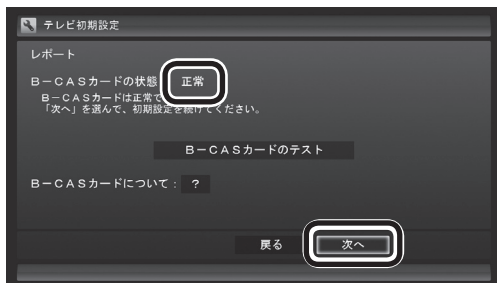 テレビ初期設定
レポート
B－CASカードの状態 正常
B－CASカードは正常で
「次へ」を選んで、初期設定を続けてください。
B－CASカードのテスト
B－CASカードについて： ？
戻る 次へ